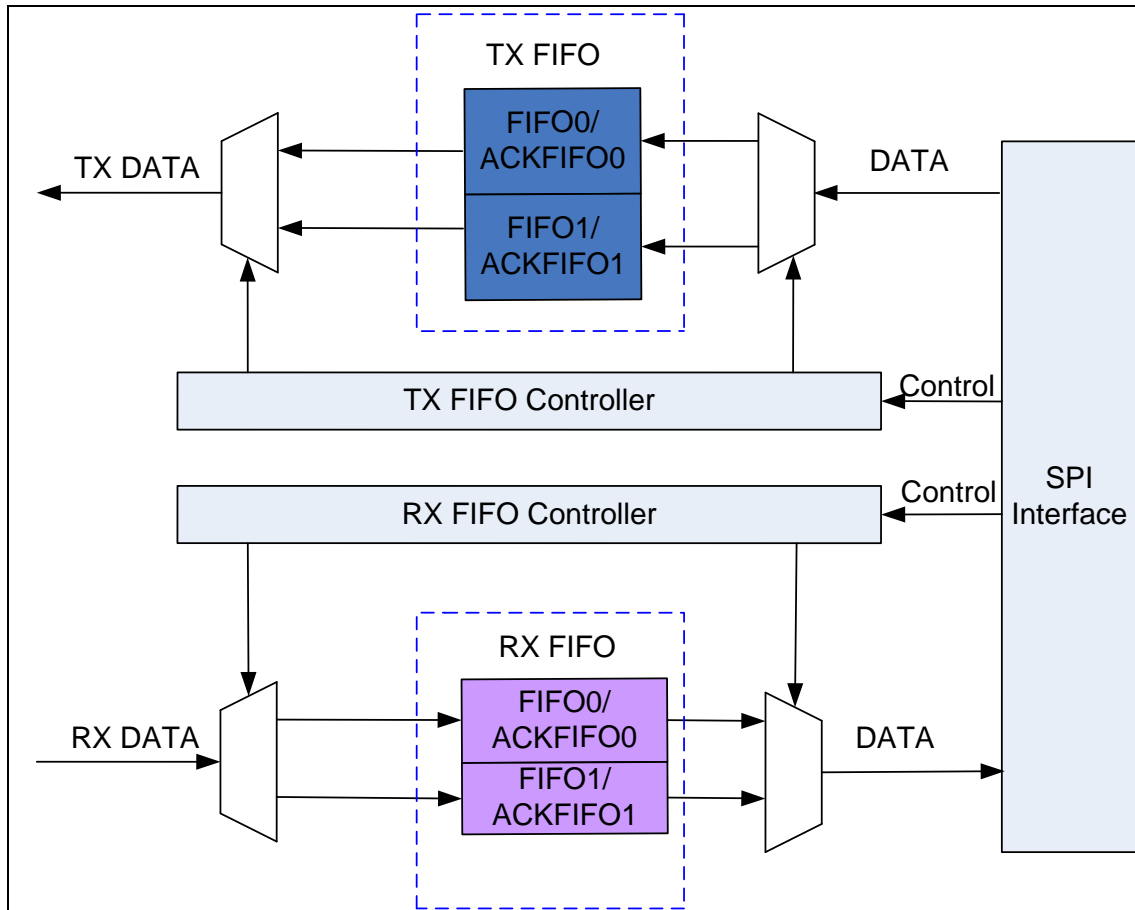 TX FIFO
FIFO0/
ACKFIFO0
TX DATA
DATA
FIFO1/
ACKFIFO1
TX FIFO Controller
Control
RX FIFO Controller
Control
SPI
Interface
RX FIFO
FIFO0/
ACKFIFO0
RX DATA
DATA
FIFO1/
ACKFIFO1